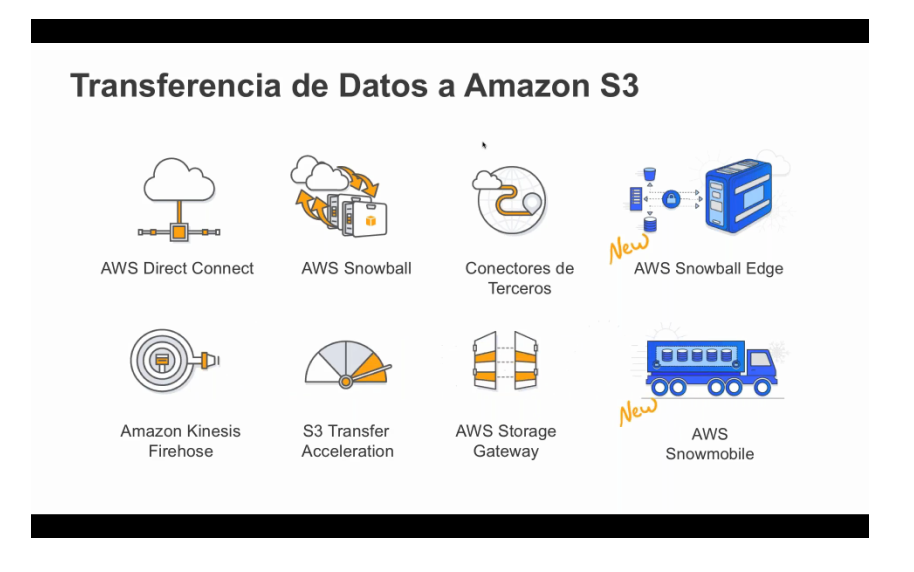 Transferencia de Datos a Amazon S3
AWS Direct Connect
AWS Snowball
Conectores de
Terceros
New
AWS Snowball Edge
Amazon Kinesis
Firehose
S3 Transfer
Acceleration
AWS Storage
Gateway
New
AWS
Snowmobile